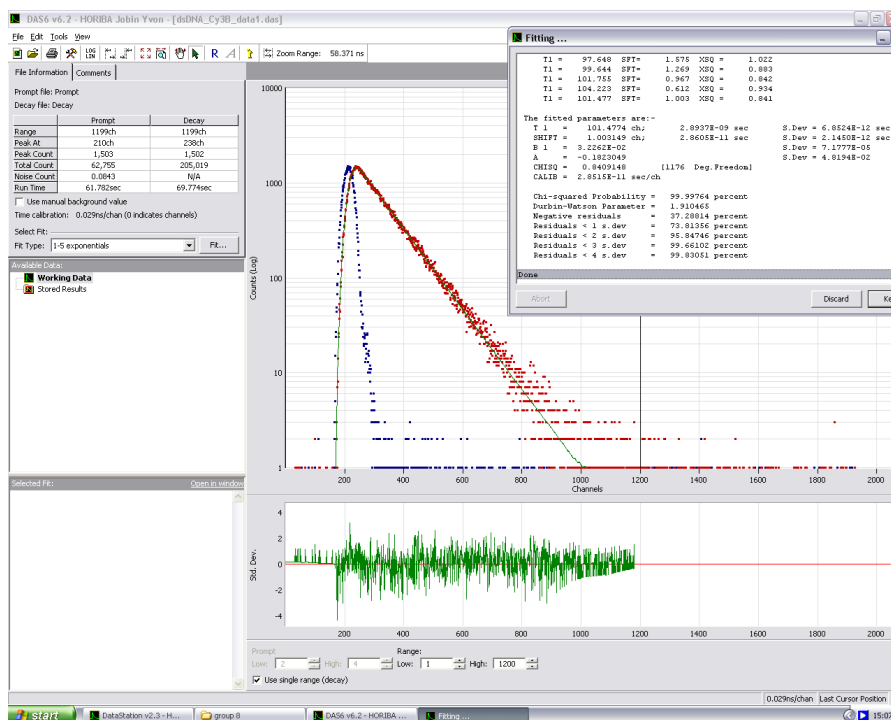 DAS6 v6.2 - HORIBA Jobin Yvon - [dsDNA_Cy3B_data1.das]
File Edit Tools View
LOG LIN R A Zoom Range: 58.371 ns
File Information Comments
Prompt file: Prompt
Decay file: Decay
Prompt Decay
Range 1199ch 1199ch
Peak At 210ch 238ch
Peak Count 1,503 1,502
Total Count 62,755 205,019
Noise Count 0.0843 N/A
Run Time 61.782sec 69.774sec
Use manual background value
Time calibration: 0.029ns/chan (0 indicates channels)
Select Fit:
Fit Type: 1-5 exponentials Fit...
Available Data:
Working Data
Stored Results
Selected Fit: Open in window
10000
1000
100
10
1
Counts (Log)
200 400 600 800 1000 1200 1400 1600 1800 2000
Channels
Fitting ...
T1 = 97.648 SFT= 1.575 XSQ = 1.022
T1 = 99.644 SFT= 1.269 XSQ = 0.883
T1 = 101.755 SFT= 0.967 XSQ = 0.842
T1 = 104.223 SFT= 0.612 XSQ = 0.934
T1 = 101.477 SFT= 1.003 XSQ = 0.841
The fitted parameters are:-
T 1 = 101.4774 ch; 2.8937E-09 sec S.Dev = 6.8524E-12 sec
SHIFT = 1.003149 ch; 2.8605E-11 sec S.Dev = 2.1450E-12 sec
B 1 = 3.2262E-02 S.Dev = 7.1777E-05
A = -0.1823049 S.Dev = 4.8194E-02
CHISQ = 0.8409148 [1176 Deg.Freedom]
CALIB = 2.8515E-11 sec/ch
Chi-squared Probability = 99.99764 percent
Durbin-Watson Parameter = 1.910465
Negative residuals = 37.28814 percent
Residuals < 1 s.dev = 73.81356 percent
Residuals < 2 s.dev = 95.84746 percent
Residuals < 3 s.dev = 99.66102 percent
Residuals < 4 s.dev = 99.83051 percent
Done
Abort Discard Ke
4
2
0
-2
-4
Std. Dev.
200 400 600 800 1000 1200 1400 1600 1800 2000
Prompt Range:
Low: 2 High: 4 Low: 1 High: 1200
Use single range (decay)
0.029ns/chan Last Cursor Position
start DataStation v2.3 - H... group 8 DAS6 v6.2 - HORIBA ... Fitting ...